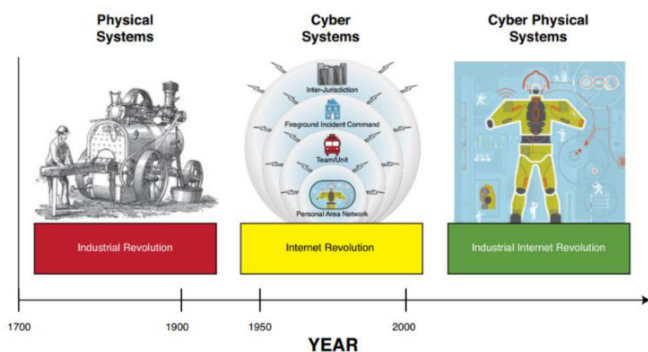 Physical
Systems
Cyber
Systems
Cyber Physical
Systems
Inter-Jurisdiction
Fireground Incident Command
Team/Unit
Personal Area Network
Industrial Revolution
Internet Revolution
Industrial Internet Revolution
1700
1900
1950
2000
YEAR